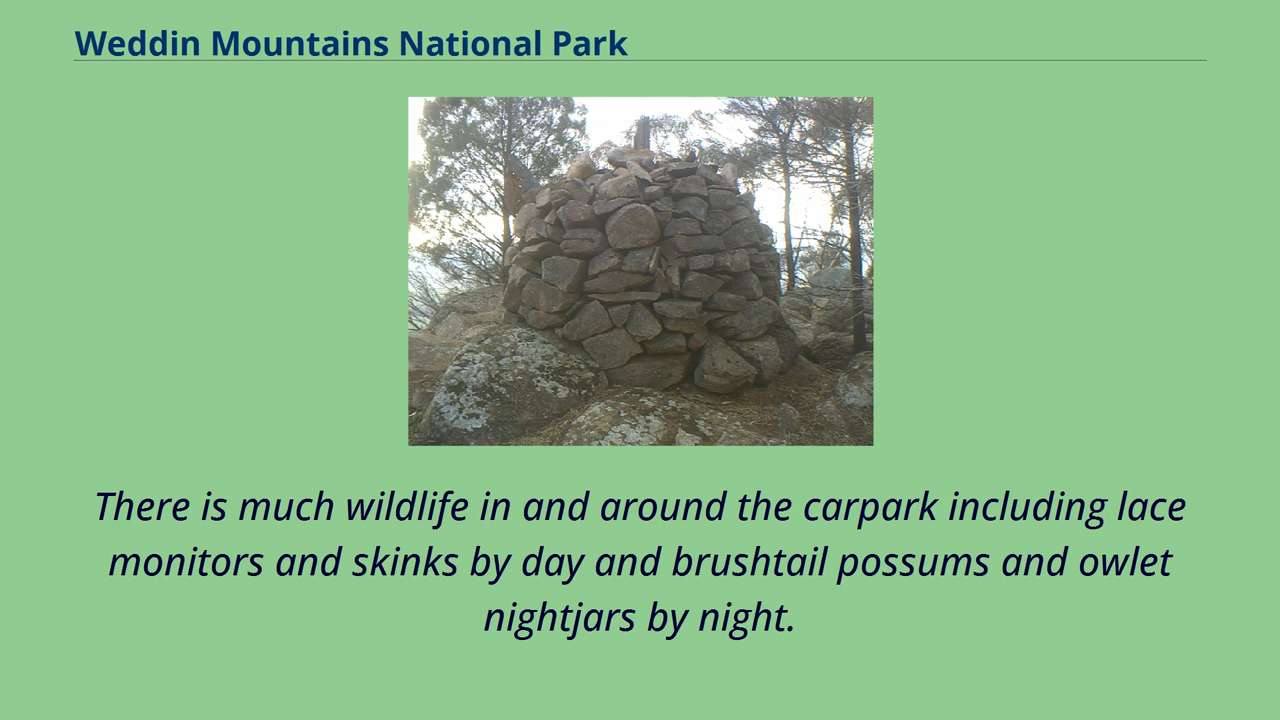 Weddin Mountains National Park
There is much wildlife in and around the carpark including lace
monitors and skinks by day and brushtail possums and owlet
nightjars by night.